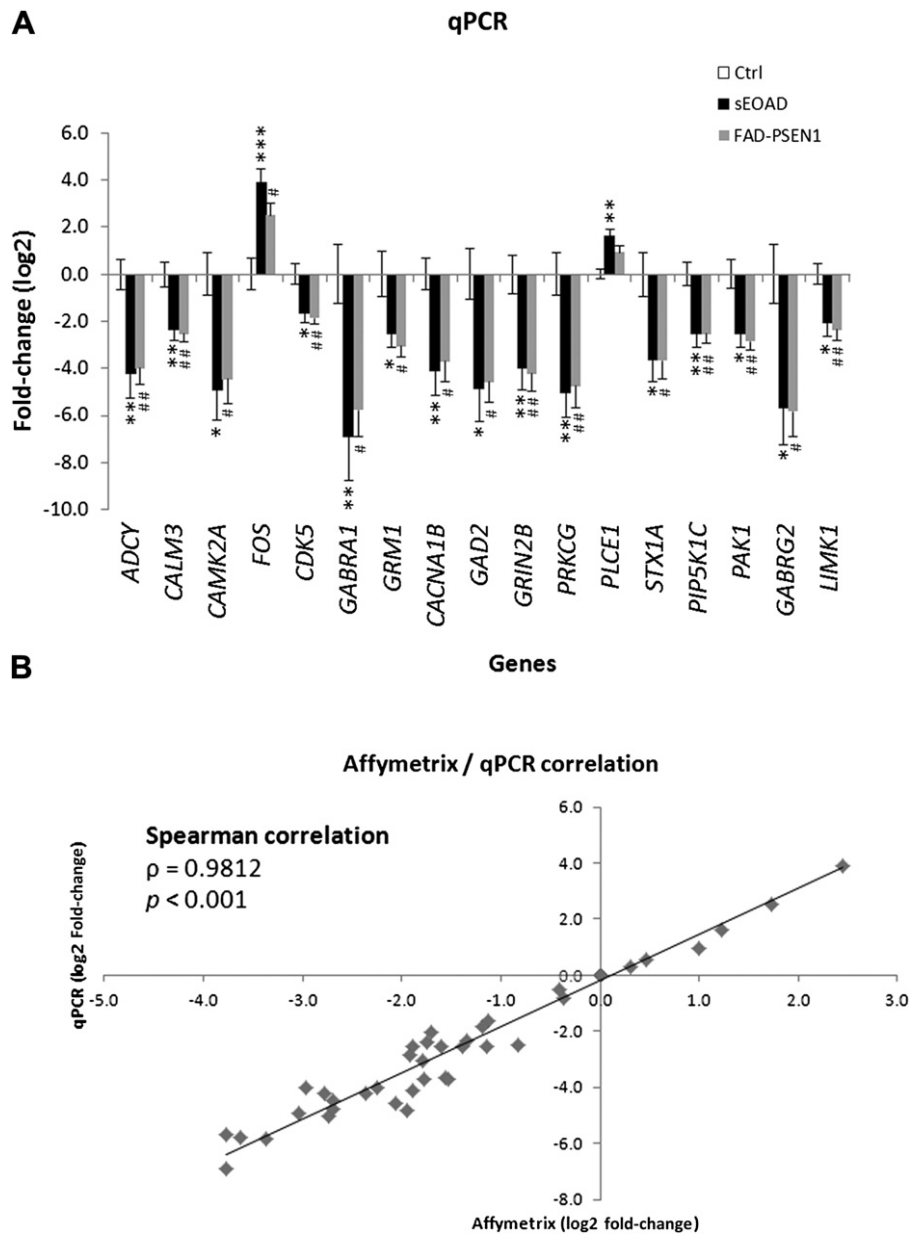 A
qPCR
Ctrl
sEOAD
FAD-PSEN1
Fold-change (log2)
6.0
4.0
2.0
0.0
-2.0
-4.0
-6.0
-8.0
-10.0
** ## ** ## * # *** # * ## ** # * # ** # * # ** ## ** ## ** * # ** ## * ## * # * ##
ADCY CALM3 CAMK2A FOS CDK5 GABRA1 GRM1 CACNA1B GAD2 GRIN2B PRKCG PLCE1 STX1A PIP5K1C PAK1 GABRG2 LIMK1
Genes
B
Affymetrix / qPCR correlation
Spearman correlation
ρ = 0.9812
p < 0.001
qPCR (log2 Fold-change)
6.0
4.0
2.0
0.0
-2.0
-4.0
-6.0
-8.0
-5.0 -4.0 -3.0 -2.0 -1.0 0.0 1.0 2.0 3.0
Affymetrix (log2 fold-change)